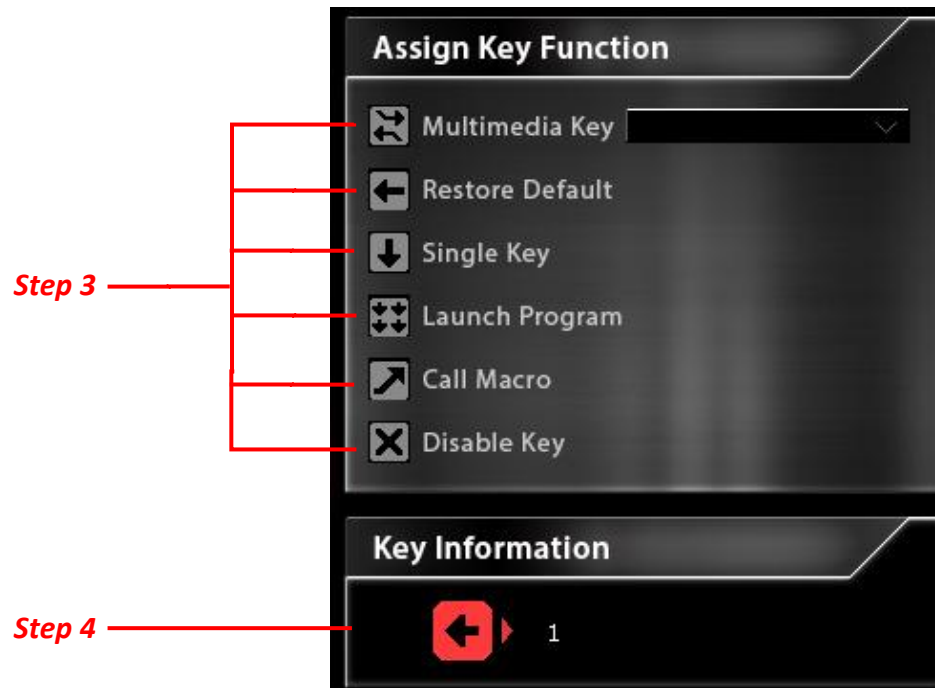 Assign Key Function
Multimedia Key
Restore Default
Single Key
Step 3
Launch Program
Call Macro
Disable Key
Key Information
Step 4
1